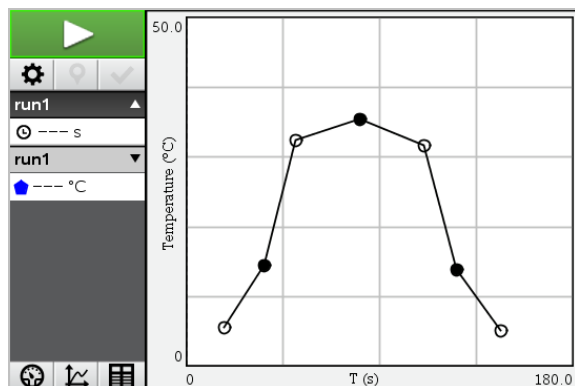 run1
--- s
run1
--- °C
50.0
Temperature (°C)
0
0
T (s)
180.0